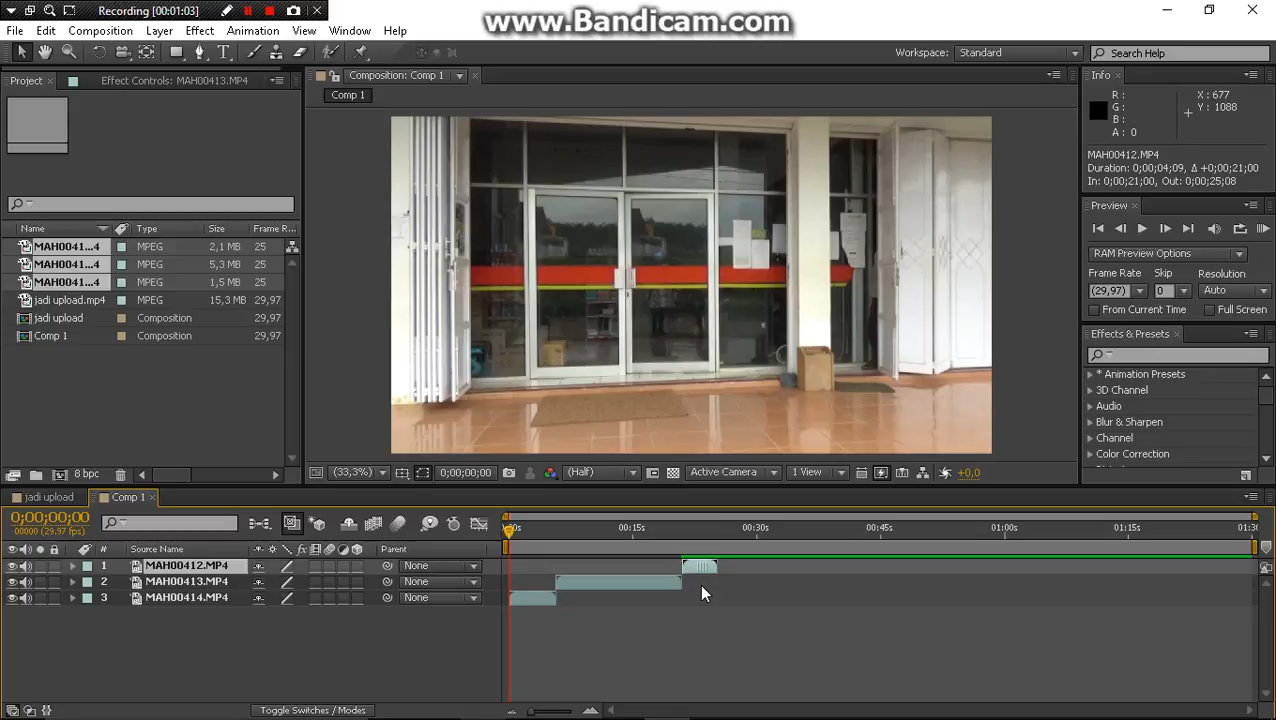 Recording [00:01:03]
www.Bandicam.com
File Edit Composition Layer Effect Animation View Window Help
Workspace: Standard
Search Help
Project
Effect Controls: MAH00413.MP4
Composition: Comp 1
Comp 1
Info
R :
G :
B :
A : 0
X : 677
Y : 1088
MAH00412.MP4
Duration: 0;00;04;09, Δ +0;00;21;00
In: 0;00;21;00, Out: 0;00;25;08
Preview
RAM Preview Options
Frame Rate Skip Resolution
(29,97) 0 Auto
From Current Time Full Screen
Effects & Presets
* Animation Presets
3D Channel
Audio
Blur & Sharpen
Channel
Color Correction
Name Type Size Frame R...
MAH0041...4 MPEG 2,1 MB 25
MAH0041...4 MPEG 5,3 MB 25
MAH0041...4 MPEG 1,5 MB 25
jadi upload.mp4 MPEG 15,3 MB 29,97
jadi upload Composition 29,97
Comp 1 Composition 29,97
8 bpc
(33,3%) 0;00;00;00 (Half) Active Camera 1 View +0,0
jadi upload Comp 1
0;00;00;00
00000 (29.97 fps)
00s 00:15s 00:30s 00:45s 01:00s 01:15s 01:30
# Source Name Parent
1 MAH00412.MP4 None
2 MAH00413.MP4 None
3 MAH00414.MP4 None
Toggle Switches / Modes